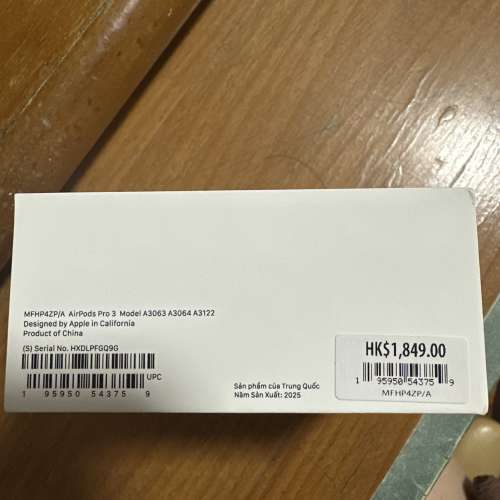 MFHP4ZP/A AirPods Pro 3 Model A3063 A3064 A3122
Designed by Apple in California
Product of China
(S) Serial No. HXDLPFGQ9G
UPC
1 95950 54375 9
Sản phẩm của Trung Quốc
Năm Sản Xuất: 2025
HK$1,849.00
1 95950 54375 9
MFHP4ZP/A